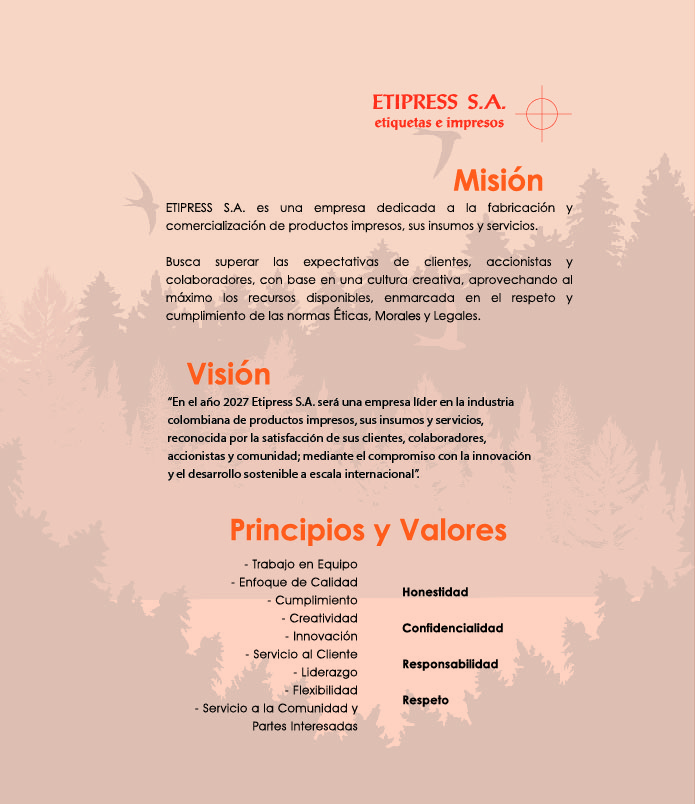 ETIPRESS S.A.
etiquetas e impresos
Misión
ETIPRESS S.A. es una empresa dedicada a la fabricación y
comercialización de productos impresos, sus insumos y servicios.
Busca superar las expectativas de clientes, accionistas y
colaboradores, con base en una cultura creativa, aprovechando al
máximo los recursos disponibles, enmarcada en el respeto y
cumplimiento de las normas Éticas, Morales y Legales.
Visión
“En el año 2027 Etipress S.A. será una empresa líder en la industria
colombiana de productos impresos, sus insumos y servicios,
reconocida por la satisfacción de sus clientes, colaboradores,
accionistas y comunidad; mediante el compromiso con la innovación
y el desarrollo sostenible a escala internacional”.
Principios y Valores
- Trabajo en Equipo
- Enfoque de Calidad
- Cumplimiento
- Creatividad
- Innovación
- Servicio al Cliente
- Liderazgo
- Flexibilidad
- Servicio a la Comunidad y
Partes Interesadas
Honestidad
Confidencialidad
Responsabilidad
Respeto